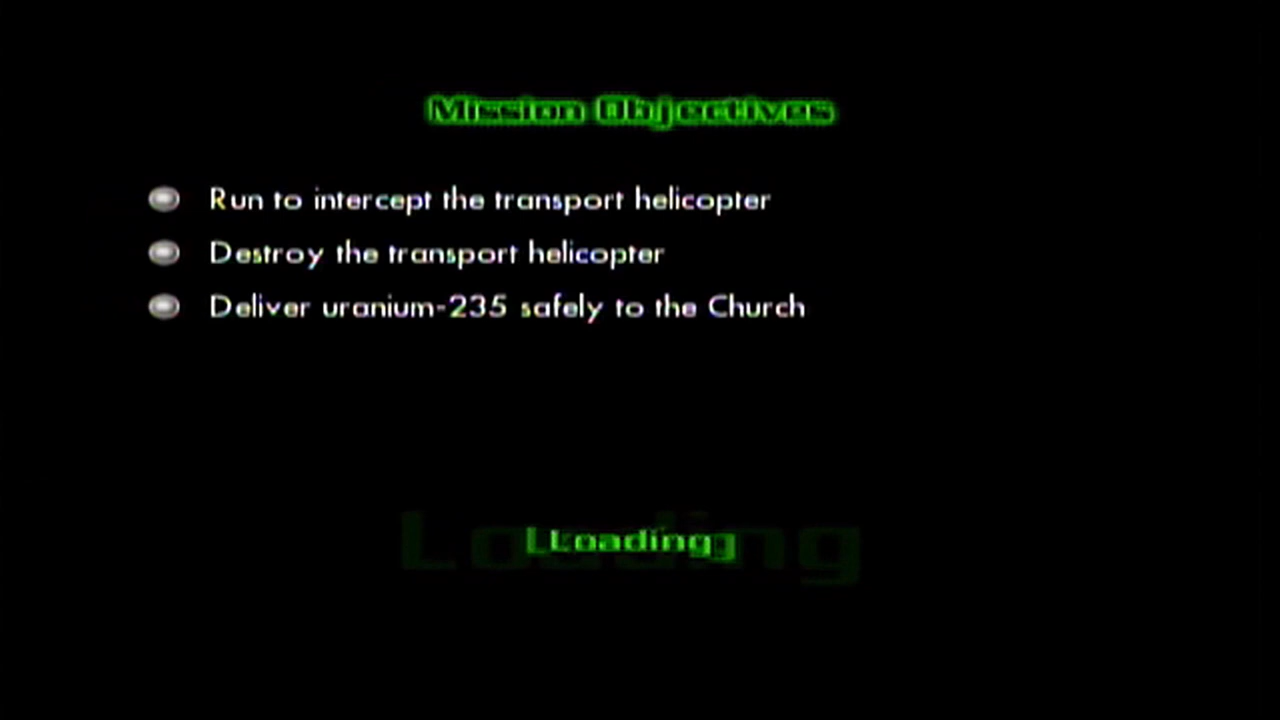 Mission Objectives
Run to intercept the transport helicopter
Destroy the transport helicopter
Deliver uranium-235 safely to the Church
Loading